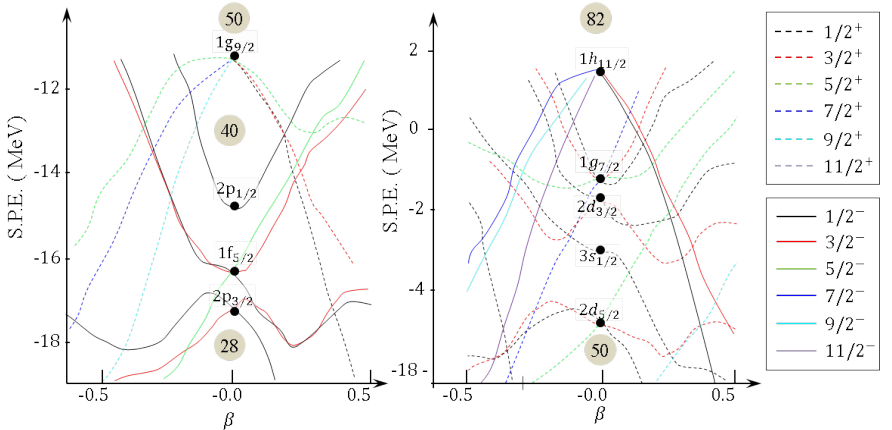 50
1g9/2
-12
40
-14
2p1/2
S.P.E. ( MeV)
-16
1f5/2
2p3/2
28
-18
-0.5
-0.0
0.5
β
82
2
1h11/2
0
1g7/2
-2
2d3/2
S.P.E. ( MeV)
3s1/2
-4
2d5/2
50
-18
-0.5
-0.0
0.5
β
1/2+
3/2+
5/2+
7/2+
9/2+
11/2+
1/2−
3/2−
5/2−
7/2−
9/2−
11/2−